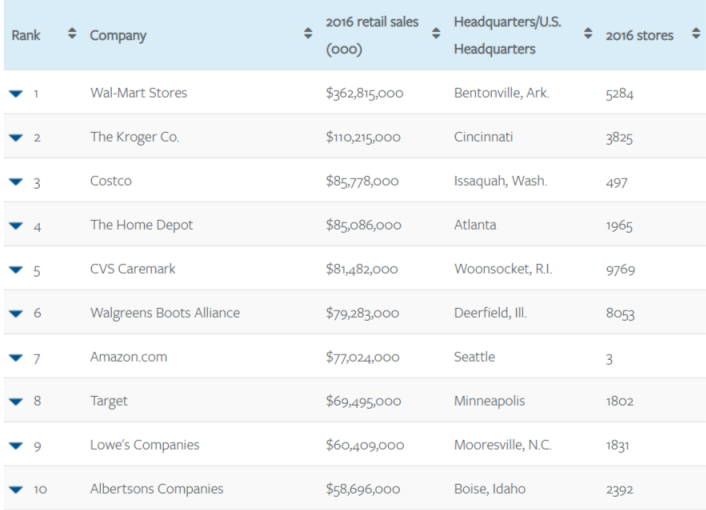 Rank Company 2016 retail sales (000) Headquarters/U.S. Headquarters 2016 stores
1 Wal-Mart Stores $362,815,000 Bentonville, Ark. 5284
2 The Kroger Co. $110,215,000 Cincinnati 3825
3 Costco $85,778,000 Issaquah, Wash. 497
4 The Home Depot $85,086,000 Atlanta 1965
5 CVS Caremark $81,482,000 Woonsocket, R.I. 9769
6 Walgreens Boots Alliance $79,283,000 Deerfield, Ill. 8053
7 Amazon.com $77,024,000 Seattle 3
8 Target $69,495,000 Minneapolis 1802
9 Lowe's Companies $60,409,000 Mooresville, N.C. 1831
10 Albertsons Companies $58,696,000 Boise, Idaho 2392